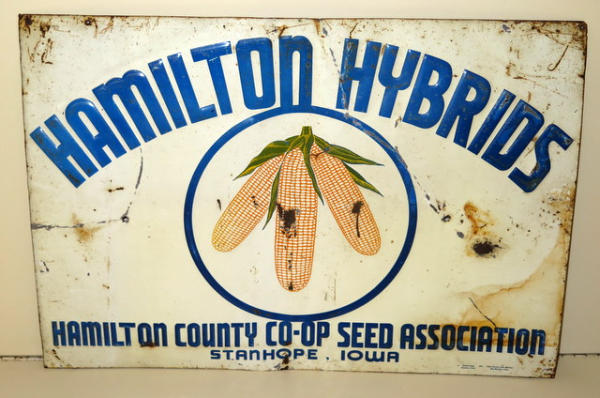 HAMILTON HYBRIDS
HAMILTON COUNTY CO-OP SEED ASSOCIATION
STANHOPE, IOWA